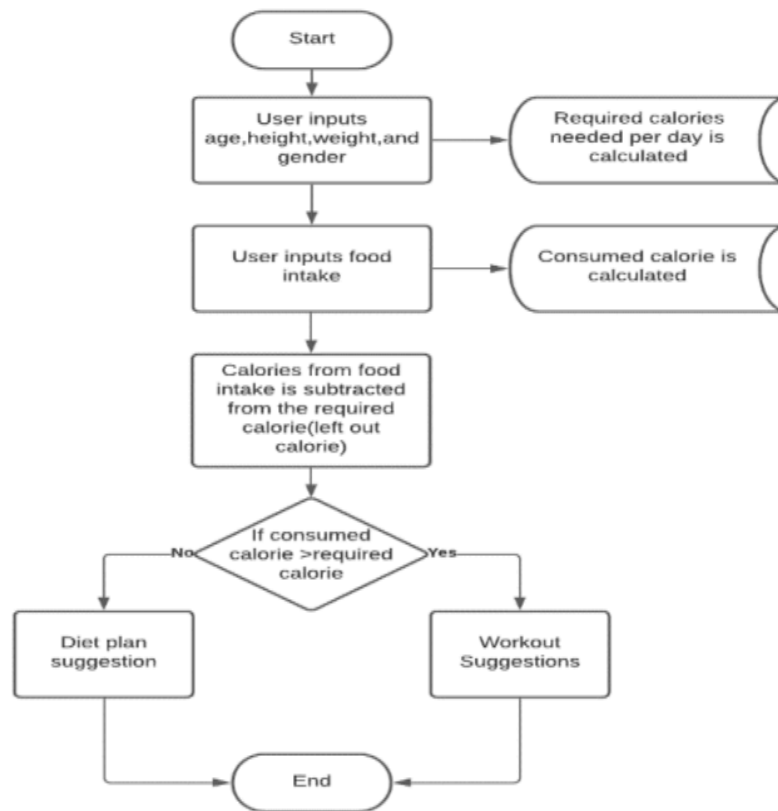 Start
User inputs
age,height,weight,and
gender
Required calories
needed per day is
calculated
User inputs food
intake
Consumed calorie is
calculated
Calories from food
intake is subtracted
from the required
calorie(left out
calorie)
If consumed
calorie >required
calorie
No
Yes
Diet plan
suggestion
Workout
Suggestions
End